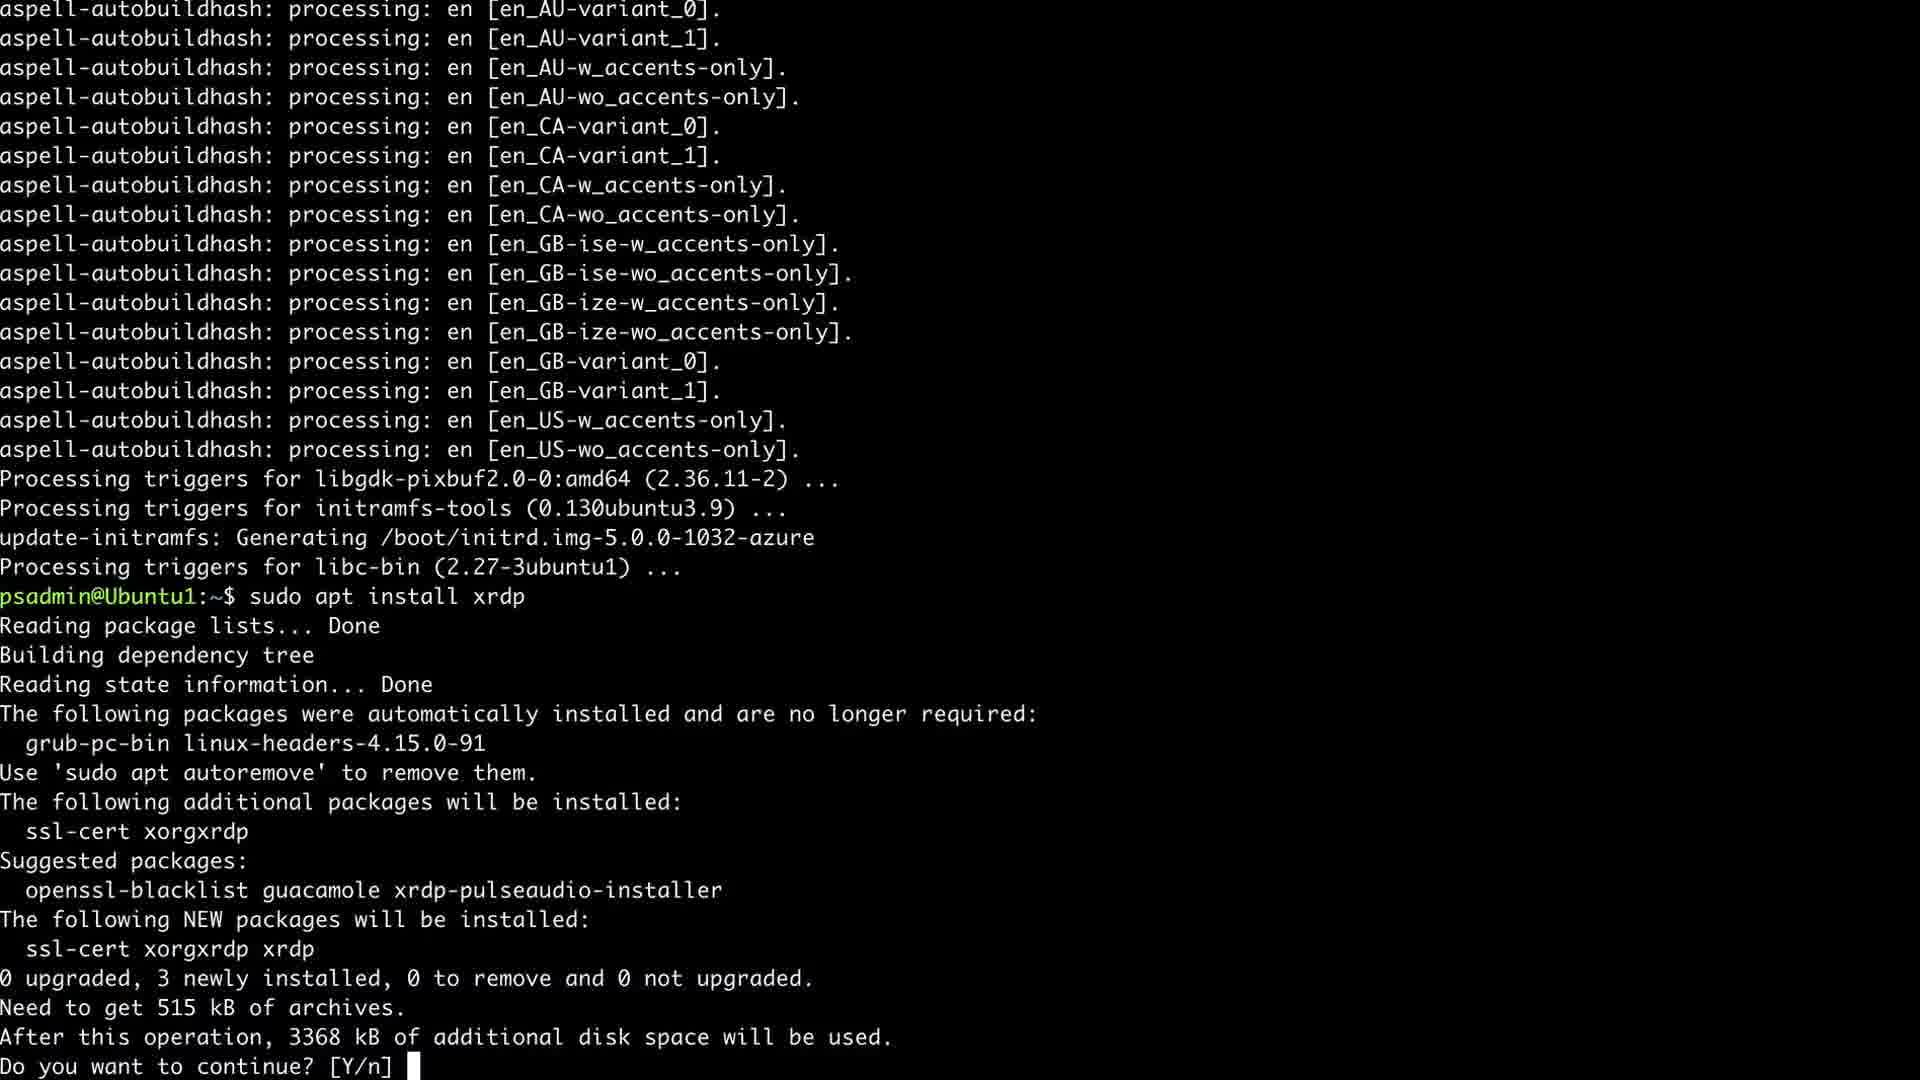 aspell-autobuildhash: processing: en [en_AU-variant_0].
aspell-autobuildhash: processing: en [en_AU-variant_1].
aspell-autobuildhash: processing: en [en_AU-w_accents-only].
aspell-autobuildhash: processing: en [en_AU-wo_accents-only].
aspell-autobuildhash: processing: en [en_CA-variant_0].
aspell-autobuildhash: processing: en [en_CA-variant_1].
aspell-autobuildhash: processing: en [en_CA-w_accents-only].
aspell-autobuildhash: processing: en [en_CA-wo_accents-only].
aspell-autobuildhash: processing: en [en_GB-ise-w_accents-only].
aspell-autobuildhash: processing: en [en_GB-ise-wo_accents-only].
aspell-autobuildhash: processing: en [en_GB-ize-w_accents-only].
aspell-autobuildhash: processing: en [en_GB-ize-wo_accents-only].
aspell-autobuildhash: processing: en [en_GB-variant_0].
aspell-autobuildhash: processing: en [en_GB-variant_1].
aspell-autobuildhash: processing: en [en_US-w_accents-only].
aspell-autobuildhash: processing: en [en_US-wo_accents-only].
Processing triggers for libgdk-pixbuf2.0-0:amd64 (2.36.11-2) ...
Processing triggers for initramfs-tools (0.130ubuntu3.9) ...
update-initramfs: Generating /boot/initrd.img-5.0.0-1032-azure
Processing triggers for libc-bin (2.27-3ubuntu1) ...
psadmin@Ubuntu1:~$ sudo apt install xrdp
Reading package lists... Done
Building dependency tree
Reading state information... Done
The following packages were automatically installed and are no longer required:
  grub-pc-bin linux-headers-4.15.0-91
Use 'sudo apt autoremove' to remove them.
The following additional packages will be installed:
  ssl-cert xorgxrdp
Suggested packages:
  openssl-blacklist guacamole xrdp-pulseaudio-installer
The following NEW packages will be installed:
  ssl-cert xorgxrdp xrdp
0 upgraded, 3 newly installed, 0 to remove and 0 not upgraded.
Need to get 515 kB of archives.
After this operation, 3368 kB of additional disk space will be used.
Do you want to continue? [Y/n]